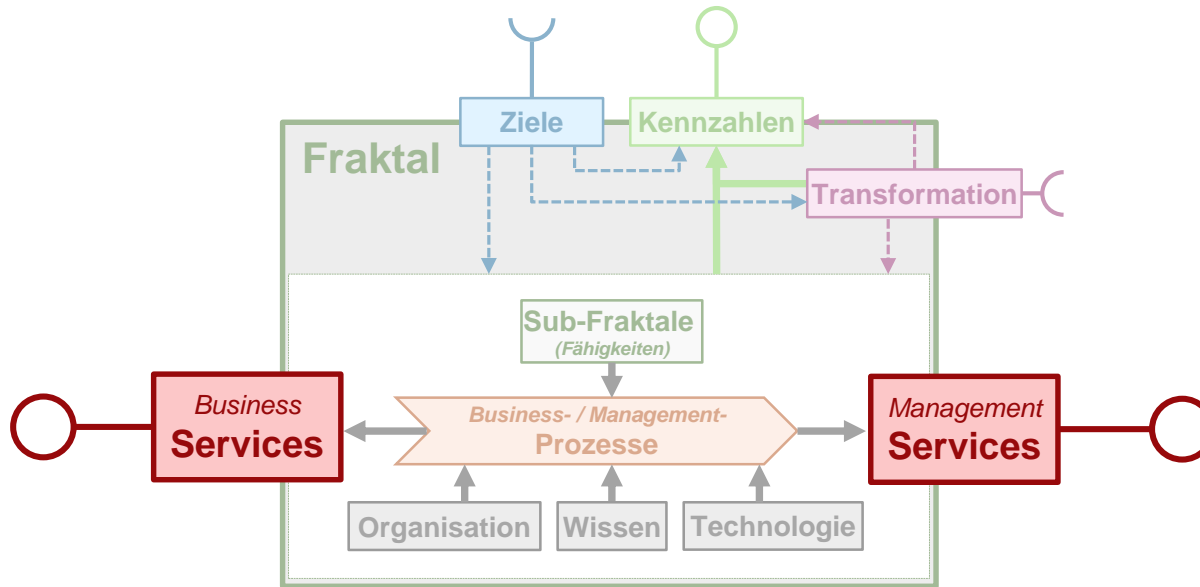 Ziele
Kennzahlen
Fraktal
Transformation
Sub-Fraktale
(Fähigkeiten)
Business
Services
Business- / Management-
Prozesse
Management
Services
Organisation
Wissen
Technologie